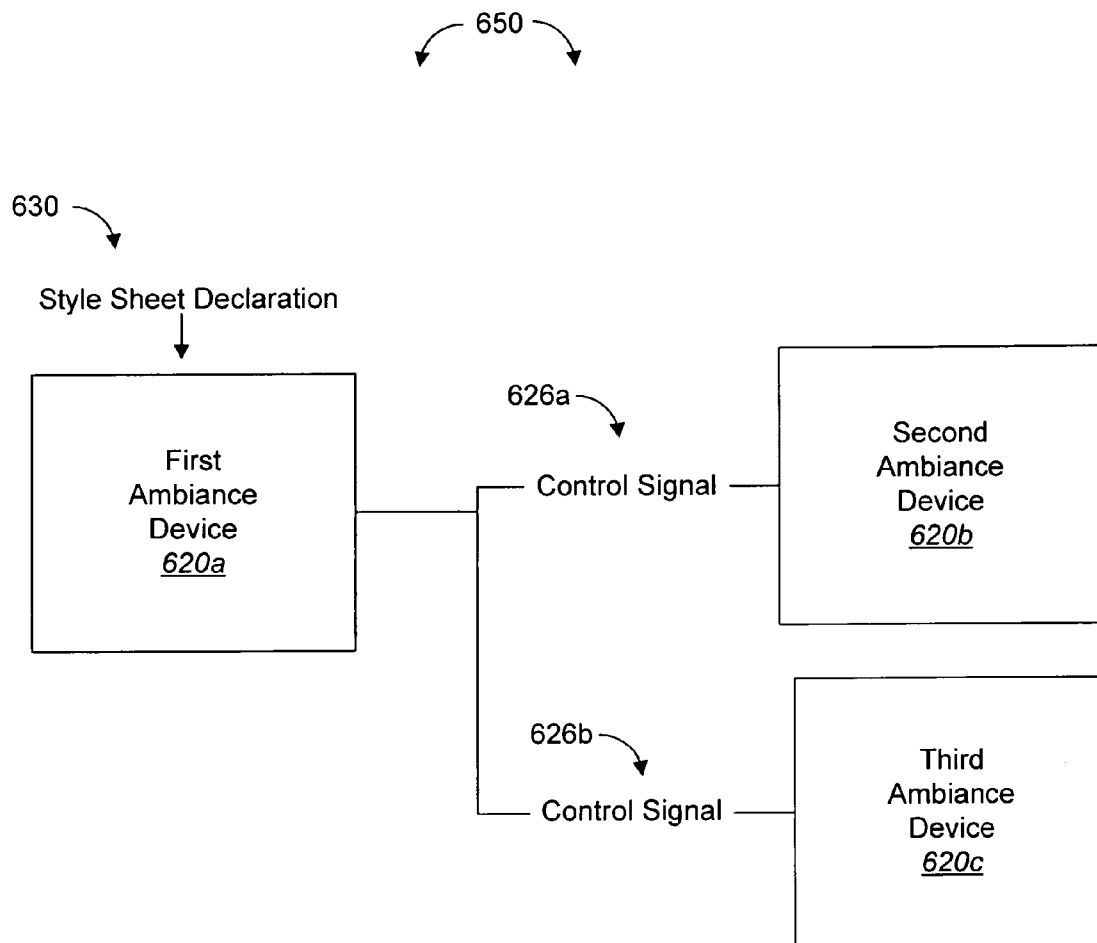 650
630
Style Sheet Declaration
First
Ambiance
Device
620a
626a
Control Signal
Second
Ambiance
Device
620b
626b
Control Signal
Third
Ambiance
Device
620c